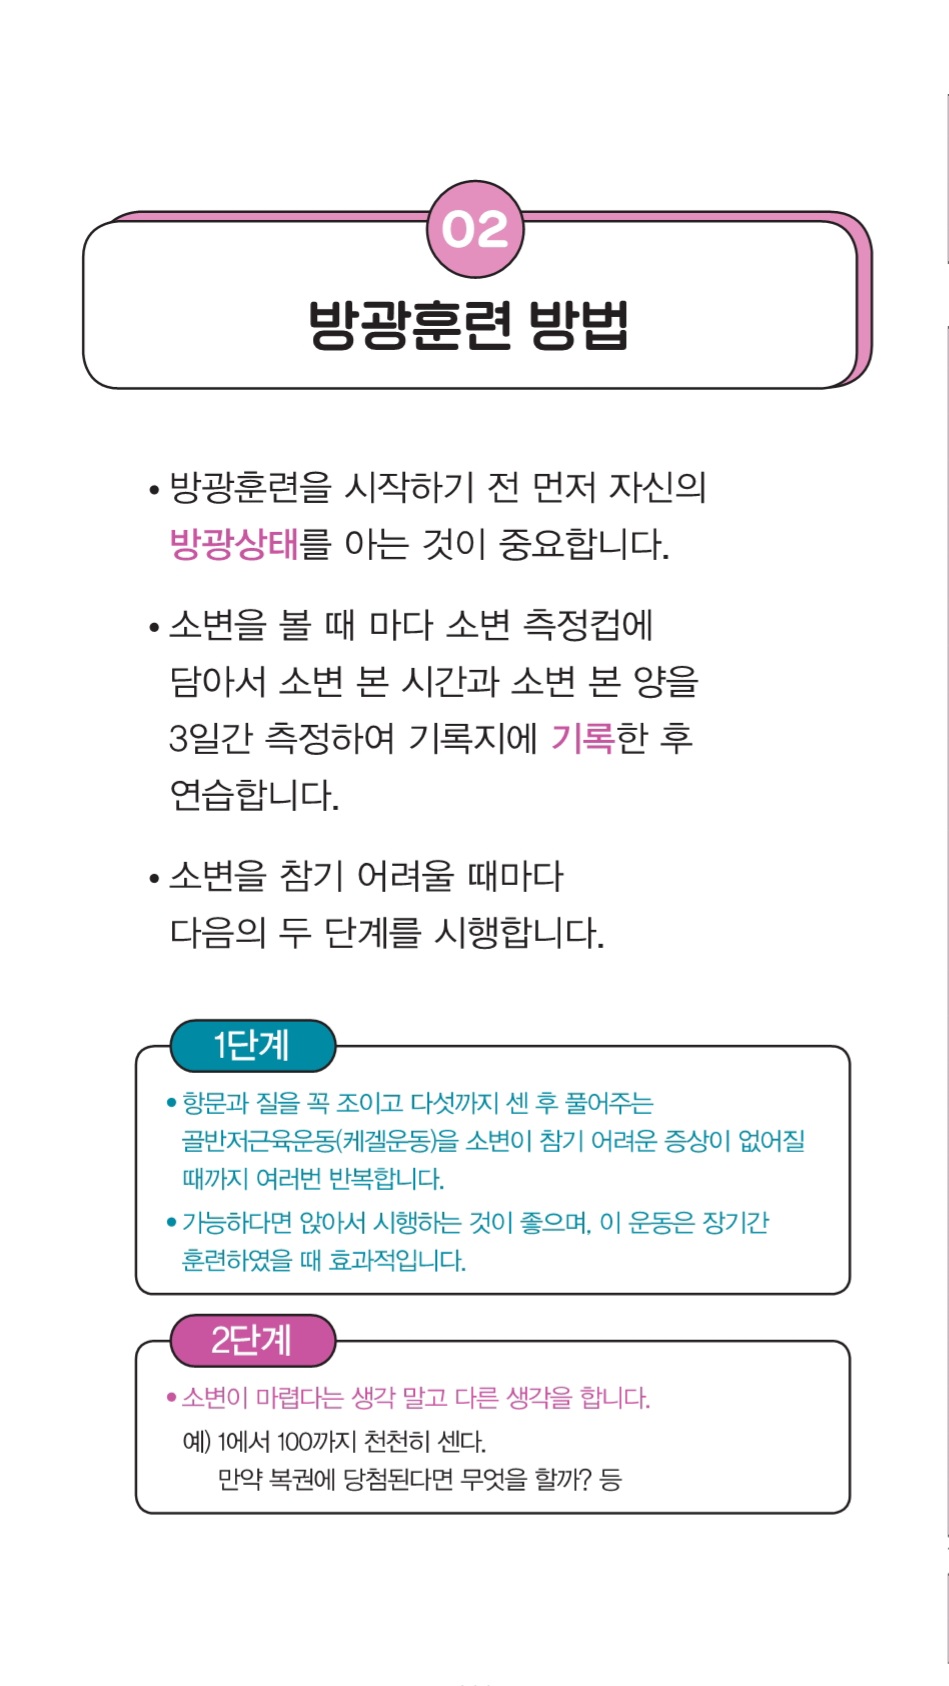 02
방광훈련 방법
• 방광훈련을 시작하기 전 먼저 자신의
방광상태를 아는 것이 중요합니다.
• 소변을 볼 때 마다 소변 측정컵에
담아서 소변 본 시간과 소변 본 양을
3일간 측정하여 기록지에 기록한 후
연습합니다.
• 소변을 참기 어려울 때마다
다음의 두 단계를 시행합니다.
1단계
• 항문과 질을 꼭 조이고 다섯까지 센 후 풀어주는
골반저근육운동(케겔운동)을 소변이 참기 어려운 증상이 없어질
때까지 여러번 반복합니다.
• 가능하다면 앉아서 시행하는 것이 좋으며, 이 운동은 장기간
훈련하였을 때 효과적입니다.
2단계
• 소변이 마렵다는 생각 말고 다른 생각을 합니다.
예) 1에서 100까지 천천히 센다.
만약 복권에 당첨된다면 무엇을 할까? 등